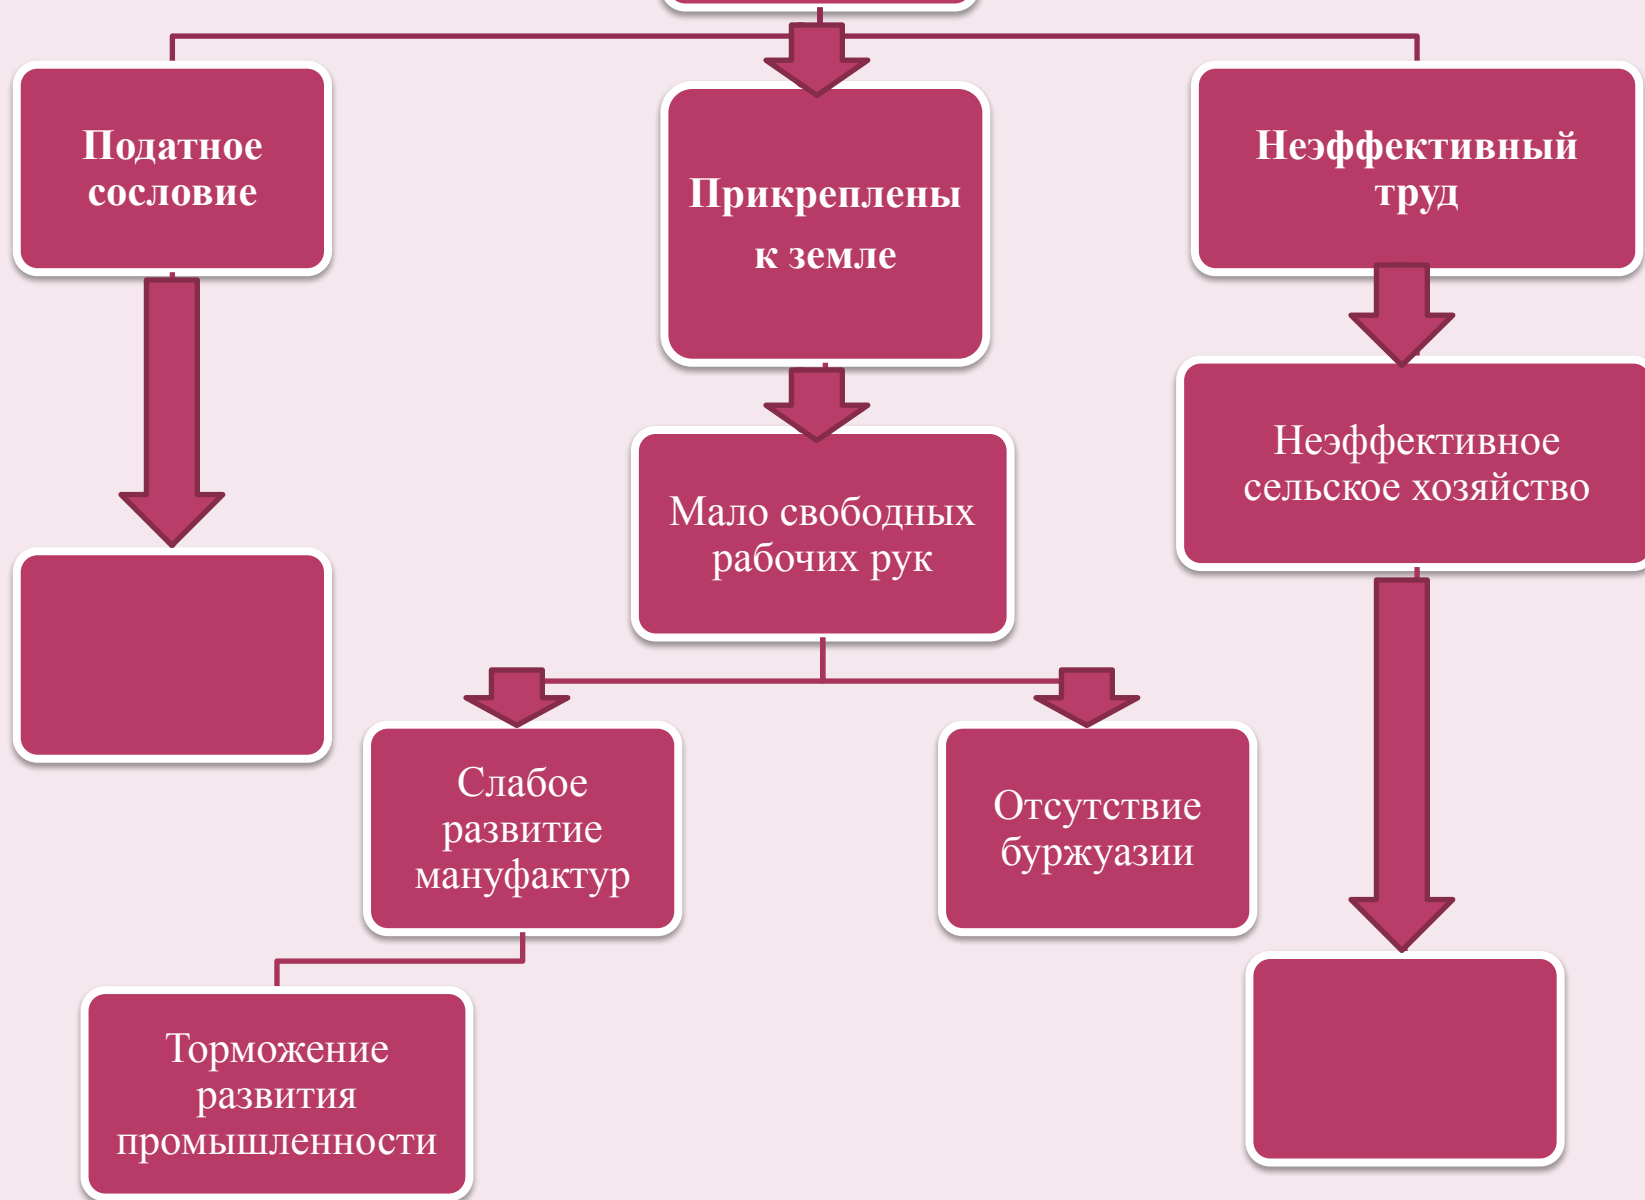 Податное
сословие
Прикреплены
к земле
Неэффективный
труд
Мало свободных
рабочих рук
Неэффективное
сельское хозяйство
Слабое
развитие
мануфактур
Отсутствие
буржуазии
Торможение
развития
промышленности